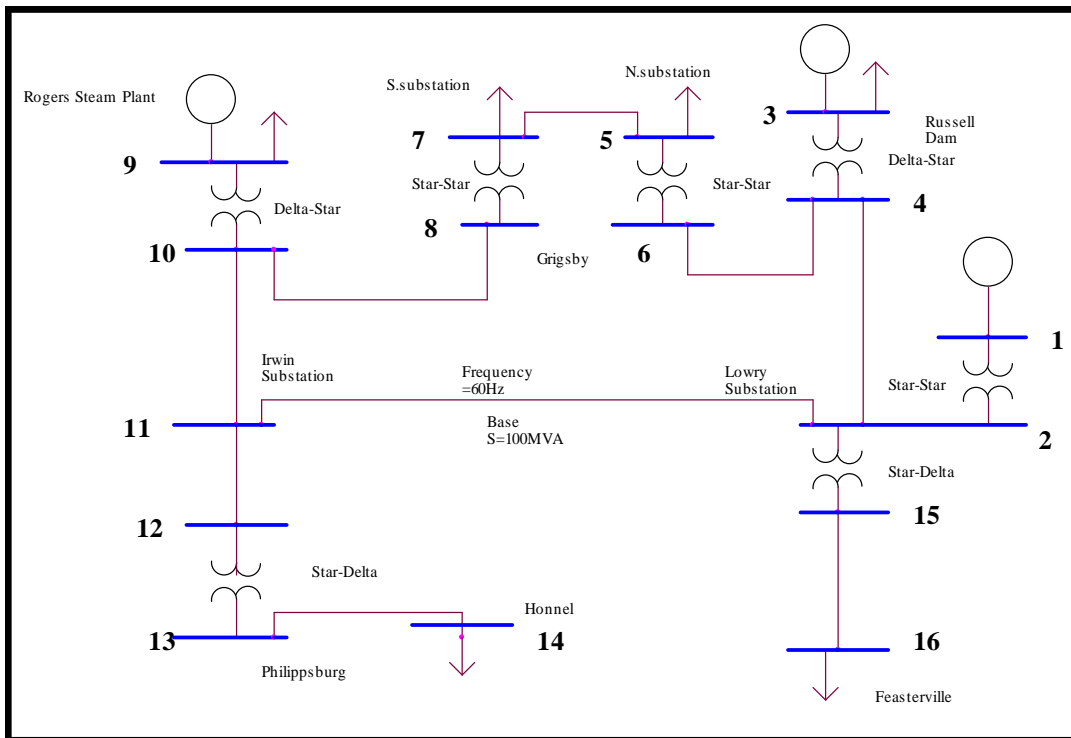 N.substation
S.substation
Rogers Steam Plant
3
Russell
Dam
7
5
9
Delta-Star
Star-Star
Star-Star
Delta-Star
4
8
10
6
Grigsby
1
Irwin
Substation
Frequency
=60Hz
Lowry
Substation
Star-Star
11
Base
S=100MVA
2
Star-Delta
12
15
Star-Delta
Honnel
13
14
16
Philippsburg
Feasterville